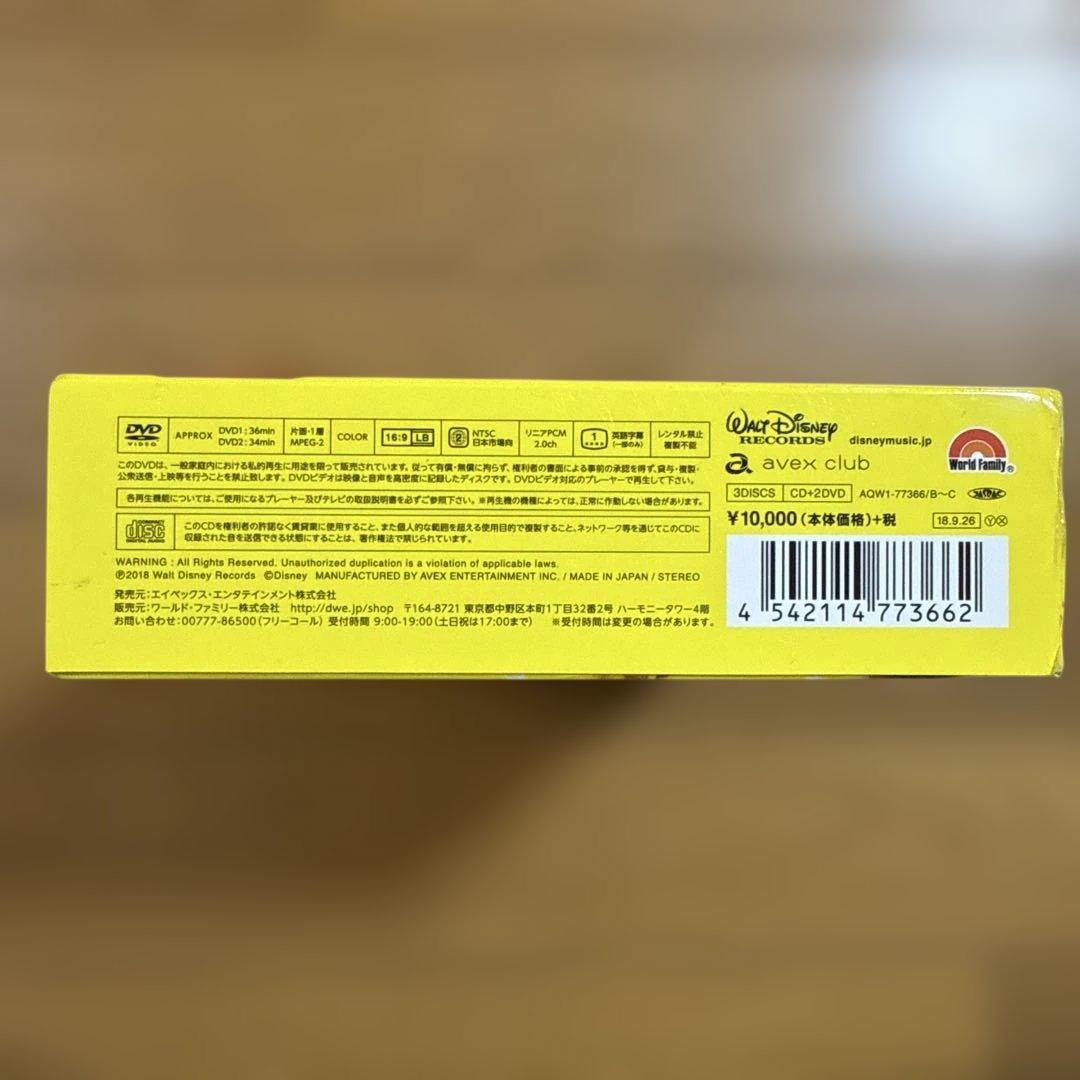 DVD VIDEO APPROX DVD1 : 36min DVD2 : 34min 片面・1層 MPEG-2 COLOR 16:9 LB 2 NTSC 日本市場向 リニアPCM 2.0ch 1 英語字幕 (一部のみ) レンタル禁止 複製不能
このDVDは、一般家庭内における私的再生に用途を限って販売されています。従って有償・無償に拘らず、権利者の書面による事前の承認を得ず、貸与・複製・
公衆送信・上映等を行うことを禁止致します。DVDビデオは映像と音声を高密度に記録したディスクです。DVDビデオ対応のプレーヤーで再生して下さい。
各再生機能については、ご使用になるプレーヤー及びテレビの取扱説明書を必ずご参照下さい。※再生機の機種によっては、正常に作動しない場合があります。
COMPACT disc DIGITAL AUDIO
このCDを権利者の許諾なく賃貸業に使用すること、また個人的な範囲を超える使用目的で複製すること、ネットワーク等を通じてこのCDに
収録された音を送信できる状態にすることは、著作権法で禁じられています。
WARNING : All Rights Reserved. Unauthorized duplication is a violation of applicable laws.
℗2018 Walt Disney Records ©Disney MANUFACTURED BY AVEX ENTERTAINMENT INC. / MADE IN JAPAN / STEREO
発売元：エイベックス・エンタテインメント株式会社
販売元：ワールド・ファミリー株式会社 http://dwe.jp/shop 〒164-8721 東京都中野区本町1丁目32番2号 ハーモニータワー4階
お問い合わせ：00777-86500（フリーコール） 受付時間 9:00-19:00（土日祝は17:00まで） ※受付時間は変更の場合があります。
WALT DISNEY RECORDS disneymusic.jp
avex club
World Family®
3DISCS CD+2DVD AQW1-77366/B〜C JASRAC
¥10,000（本体価格）+税 18.9.26 Ⓨ Ⓧ
4 542114 773662